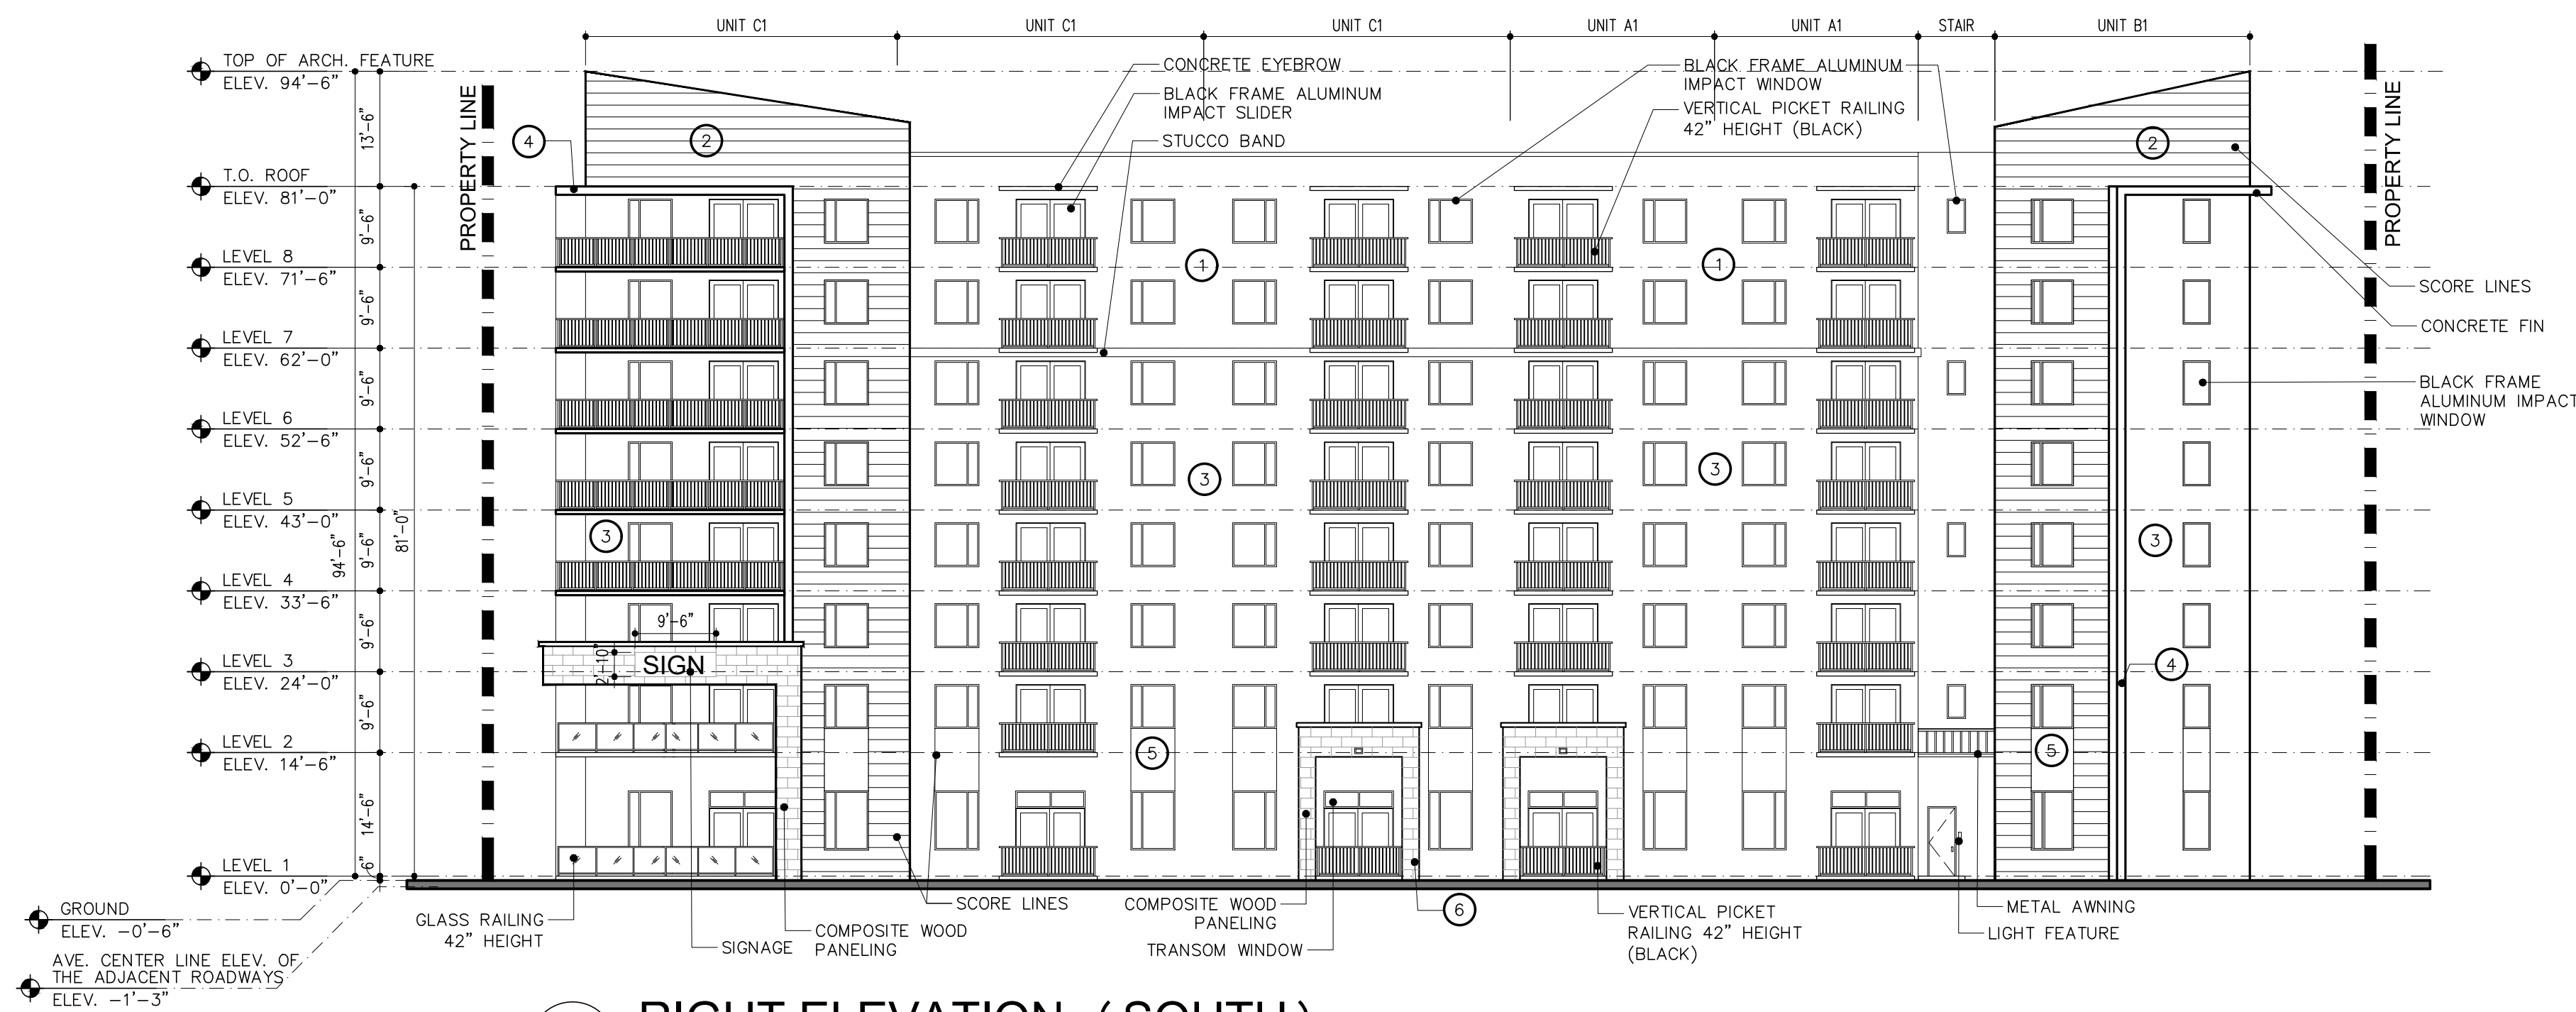 UNIT C1
UNIT C1
UNIT C1
UNIT A1
UNIT A1
STAIR
UNIT B1
TOP OF ARCH. FEATURE
ELEV. 94'-6"
T.O. ROOF
ELEV. 81'-0"
LEVEL 8
ELEV. 71'-6"
LEVEL 7
ELEV. 62'-0"
LEVEL 6
ELEV. 52'-6"
LEVEL 5
ELEV. 43'-0"
LEVEL 4
ELEV. 33'-6"
LEVEL 3
ELEV. 24'-0"
LEVEL 2
ELEV. 14'-6"
LEVEL 1
ELEV. 0'-0"
GROUND
ELEV. -0'-6"
AVE. CENTER LINE ELEV. OF
THE ADJACENT ROADWAYS
ELEV. -1'-3"
13'-6"
9'-6"
9'-6"
9'-6"
9'-6"
9'-6"
9'-6"
9'-6"
14'-6"
6"
94'-6"
81'-0"
PROPERTY LINE
4
2
CONCRETE EYEBROW
BLACK FRAME ALUMINUM
IMPACT SLIDER
STUCCO BAND
BLACK FRAME ALUMINUM
IMPACT WINDOW
VERTICAL PICKET RAILING
42" HEIGHT (BLACK)
2
PROPERTY LINE
1
1
SCORE LINES
CONCRETE FIN
BLACK FRAME
ALUMINUM IMPACT
WINDOW
3
3
3
3
9'-6"
2'-10"
SIGN
4
5
5
GLASS RAILING
42" HEIGHT
SIGNAGE
COMPOSITE WOOD
PANELING
SCORE LINES
COMPOSITE WOOD
PANELING
TRANSOM WINDOW
6
VERTICAL PICKET
RAILING 42" HEIGHT
(BLACK)
METAL AWNING
LIGHT FEATURE
RIGHT ELEVATION (SOUTH)